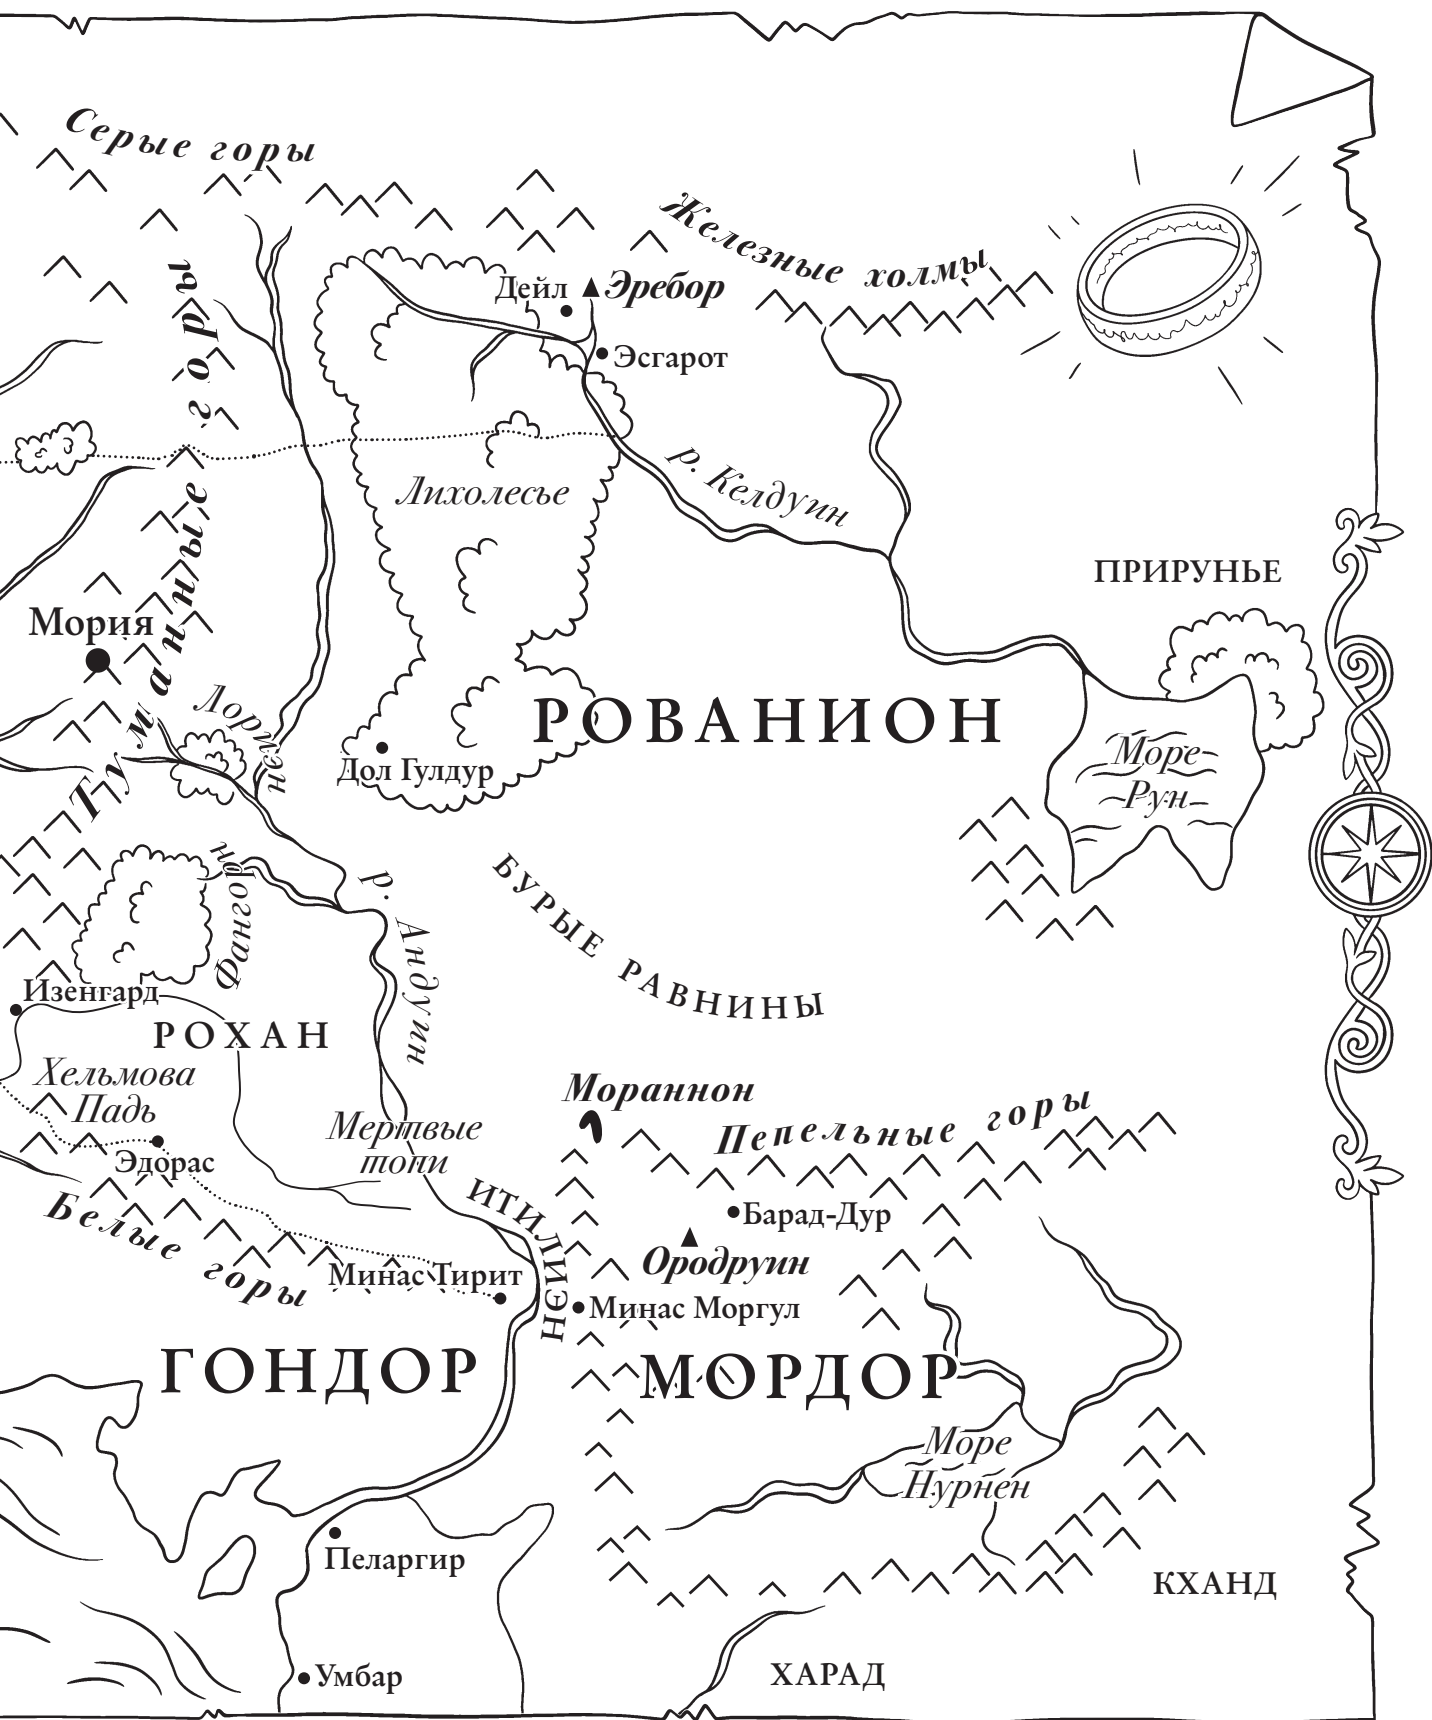 Серые горы
Железные холмы
Дейл
Эребор
Эсгарот
Туманные горы
Лихолесье
р. Келдуин
ПРИРУНЬЕ
Мория
Лориен
РОВАНИОН
Дол Гулдур
Море
Рун
Фангорн
р. Андуин
БУРЫЕ РАВНИНЫ
Изенгард
РОХАН
Хельмова
Падь
Мораннон
Мертвые
топи
Пепельные горы
Эдорас
Белые горы
ИТИЛИЭН
Барад-Дур
Ородруин
Минас Тирит
Минас Моргул
ГОНДОР
МОРДОР
Море
Нурнен
Пеларгир
КХАНД
Умбар
ХАРАД